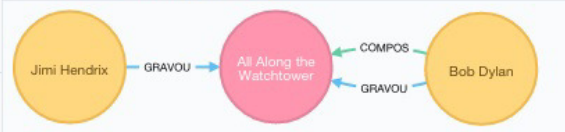 Jimi Hendrix
GRAVOU
All Along the
Watchtower
COMPOS
GRAVOU
Bob Dylan